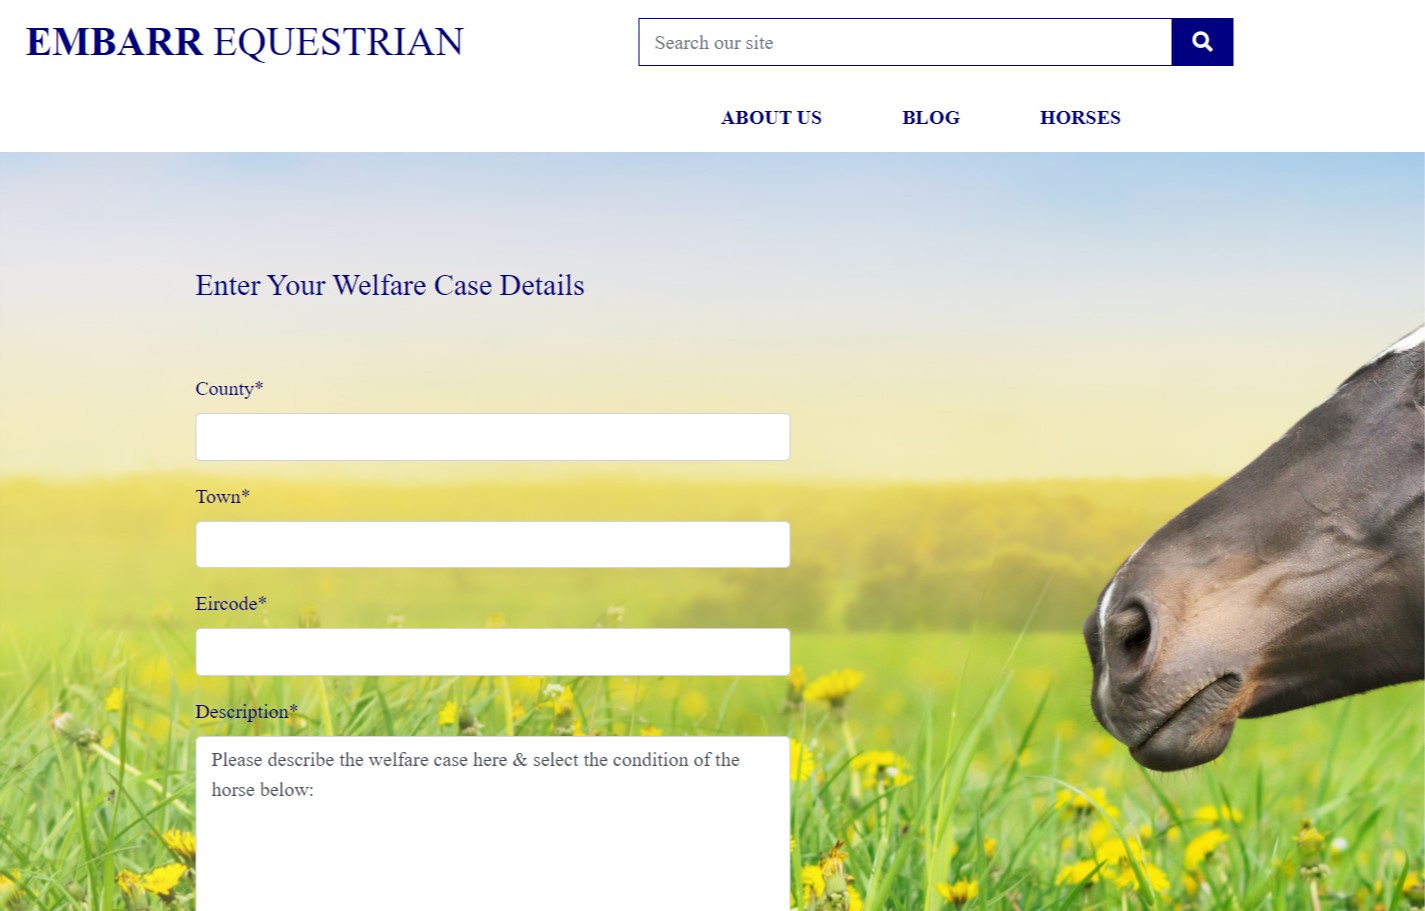 EMBARR EQUESTRIAN
Search our site
ABOUT US BLOG HORSES
Enter Your Welfare Case Details
County*
Town*
Eircode*
Description*
Please describe the welfare case here & select the condition of the
horse below: